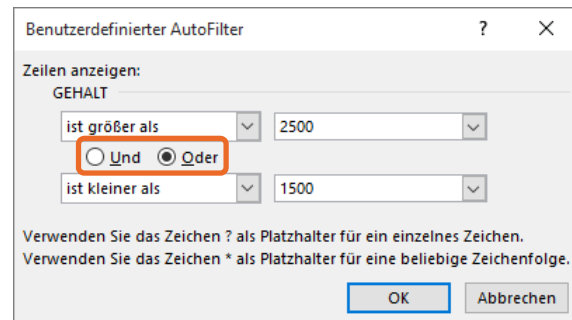 Benutzerdefinierter AutoFilter ? ×
Zeilen anzeigen:
GEHALT
ist größer als 2500
Und Oder
ist kleiner als 1500
Verwenden Sie das Zeichen ? als Platzhalter für ein einzelnes Zeichen.
Verwenden Sie das Zeichen * als Platzhalter für eine beliebige Zeichenfolge.
OK Abbrechen